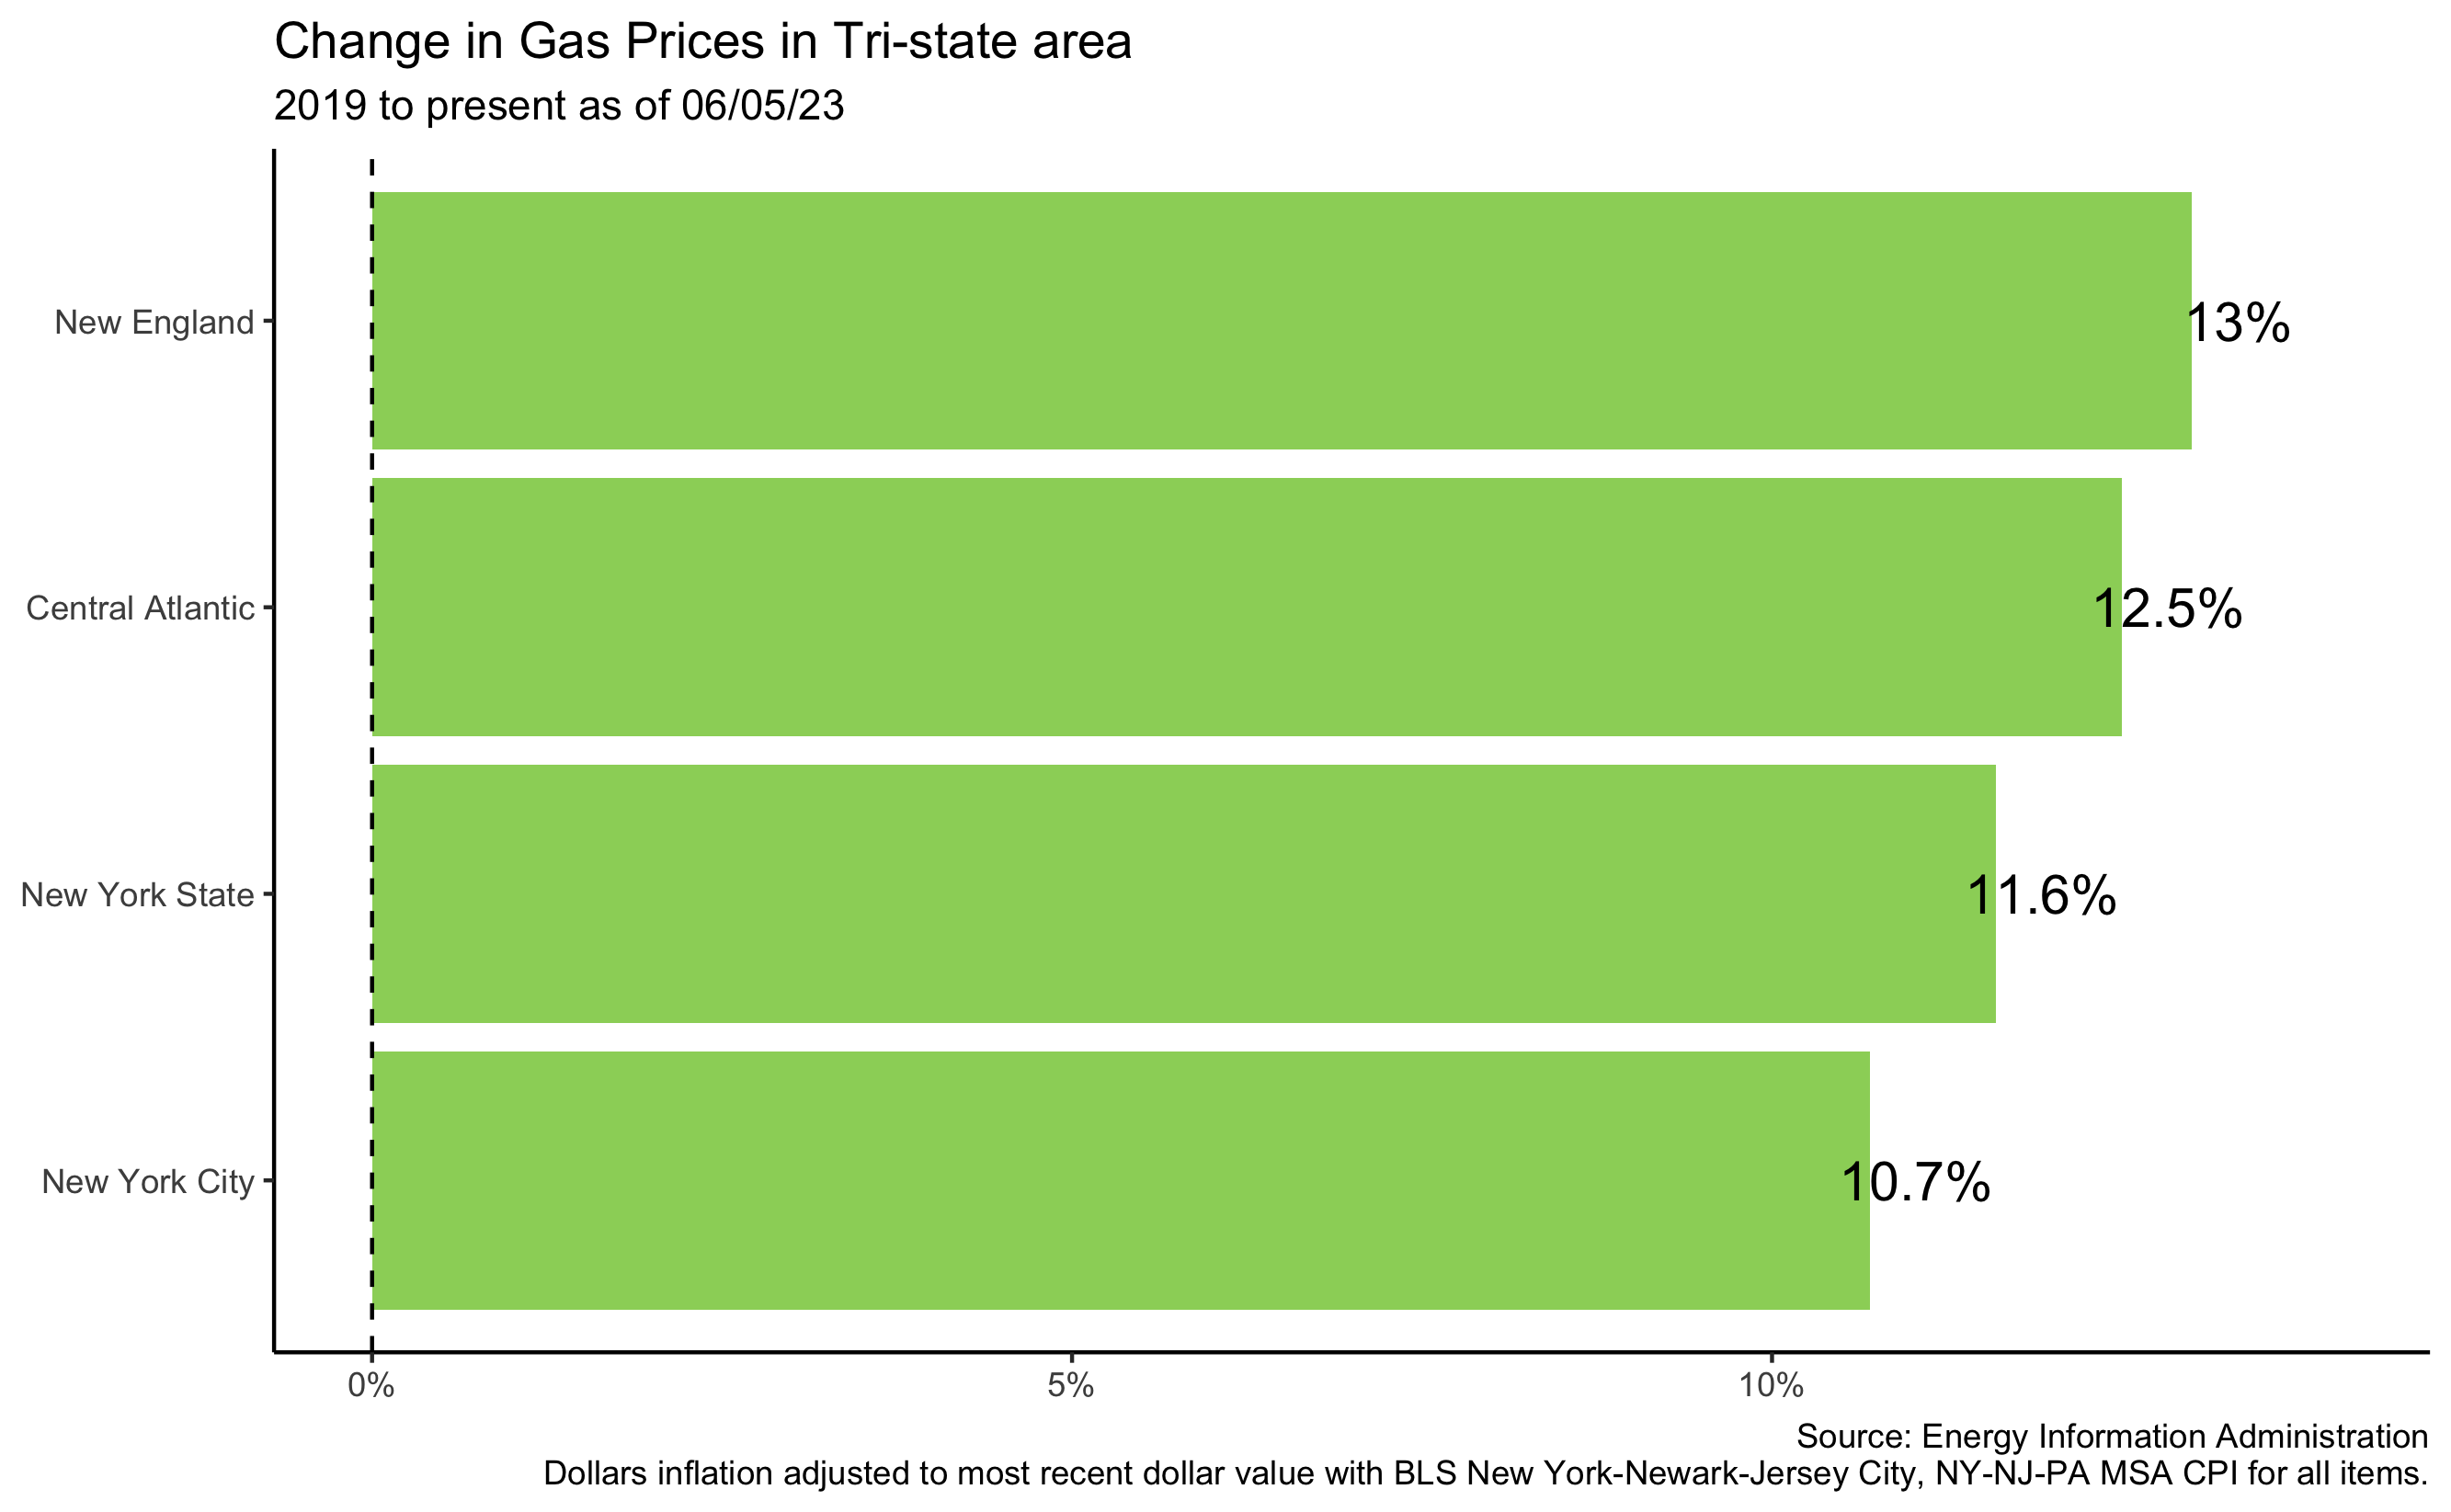 Change in Gas Prices in Tri-state area
2019 to present as of 06/05/23
New England
13%
Central Atlantic
12.5%
New York State
11.6%
New York City
10.7%
0%
5%
10%
Source: Energy Information Administration
Dollars inflation adjusted to most recent dollar value with BLS New York-Newark-Jersey City, NY-NJ-PA MSA CPI for all items.